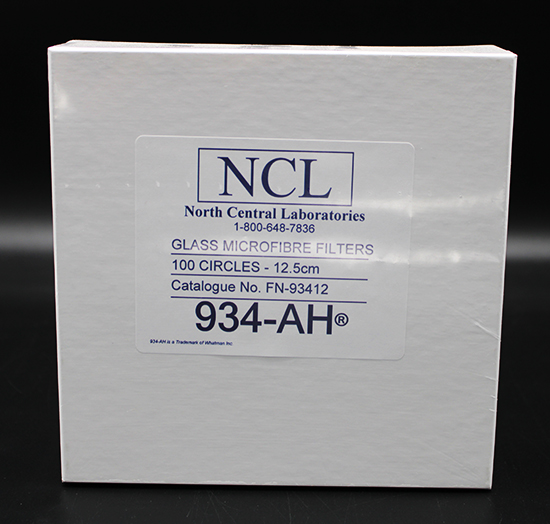 NCL
North Central Laboratories
1-800-648-7836
GLASS MICROFIBRE FILTERS
100 CIRCLES - 12.5cm
Catalogue No. FN-93412
934-AH®
934-AH is a Trademark of Whatman Inc.